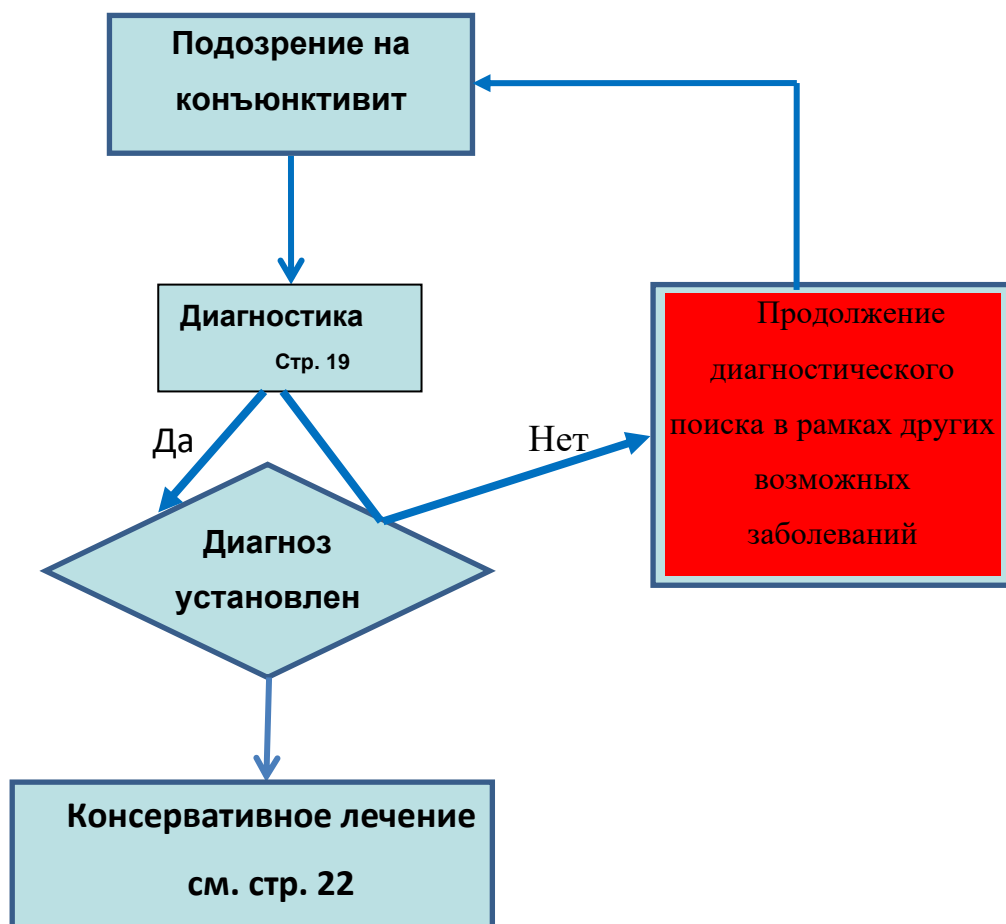 Подозрение на
конъюнктивит
Диагностика
Стр. 19
Да
Нет
Диагноз
установлен
Продолжение
диагностического
поиска в рамках других
возможных
заболеваний
Консервативное лечение
см. стр. 22